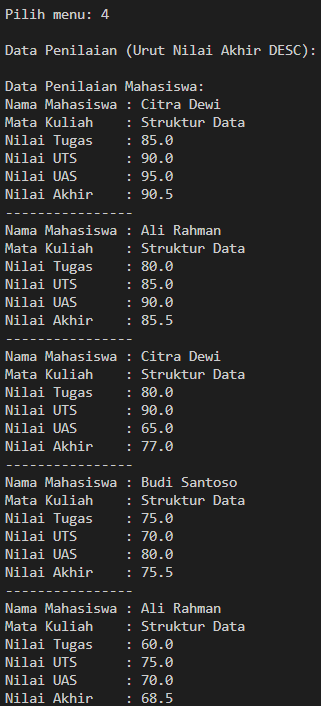 Pilih menu: 4
Data Penilaian (Urut Nilai Akhir DESC):
Data Penilaian Mahasiswa:
Nama Mahasiswa : Citra Dewi
Mata Kuliah    : Struktur Data
Nilai Tugas    : 85.0
Nilai UTS      : 90.0
Nilai UAS      : 95.0
Nilai Akhir    : 90.5
----------------
Nama Mahasiswa : Ali Rahman
Mata Kuliah    : Struktur Data
Nilai Tugas    : 80.0
Nilai UTS      : 85.0
Nilai UAS      : 90.0
Nilai Akhir    : 85.5
----------------
Nama Mahasiswa : Citra Dewi
Mata Kuliah    : Struktur Data
Nilai Tugas    : 80.0
Nilai UTS      : 90.0
Nilai UAS      : 65.0
Nilai Akhir    : 77.0
----------------
Nama Mahasiswa : Budi Santoso
Mata Kuliah    : Struktur Data
Nilai Tugas    : 75.0
Nilai UTS      : 70.0
Nilai UAS      : 80.0
Nilai Akhir    : 75.5
----------------
Nama Mahasiswa : Ali Rahman
Mata Kuliah    : Struktur Data
Nilai Tugas    : 60.0
Nilai UTS      : 75.0
Nilai UAS      : 70.0
Nilai Akhir    : 68.5